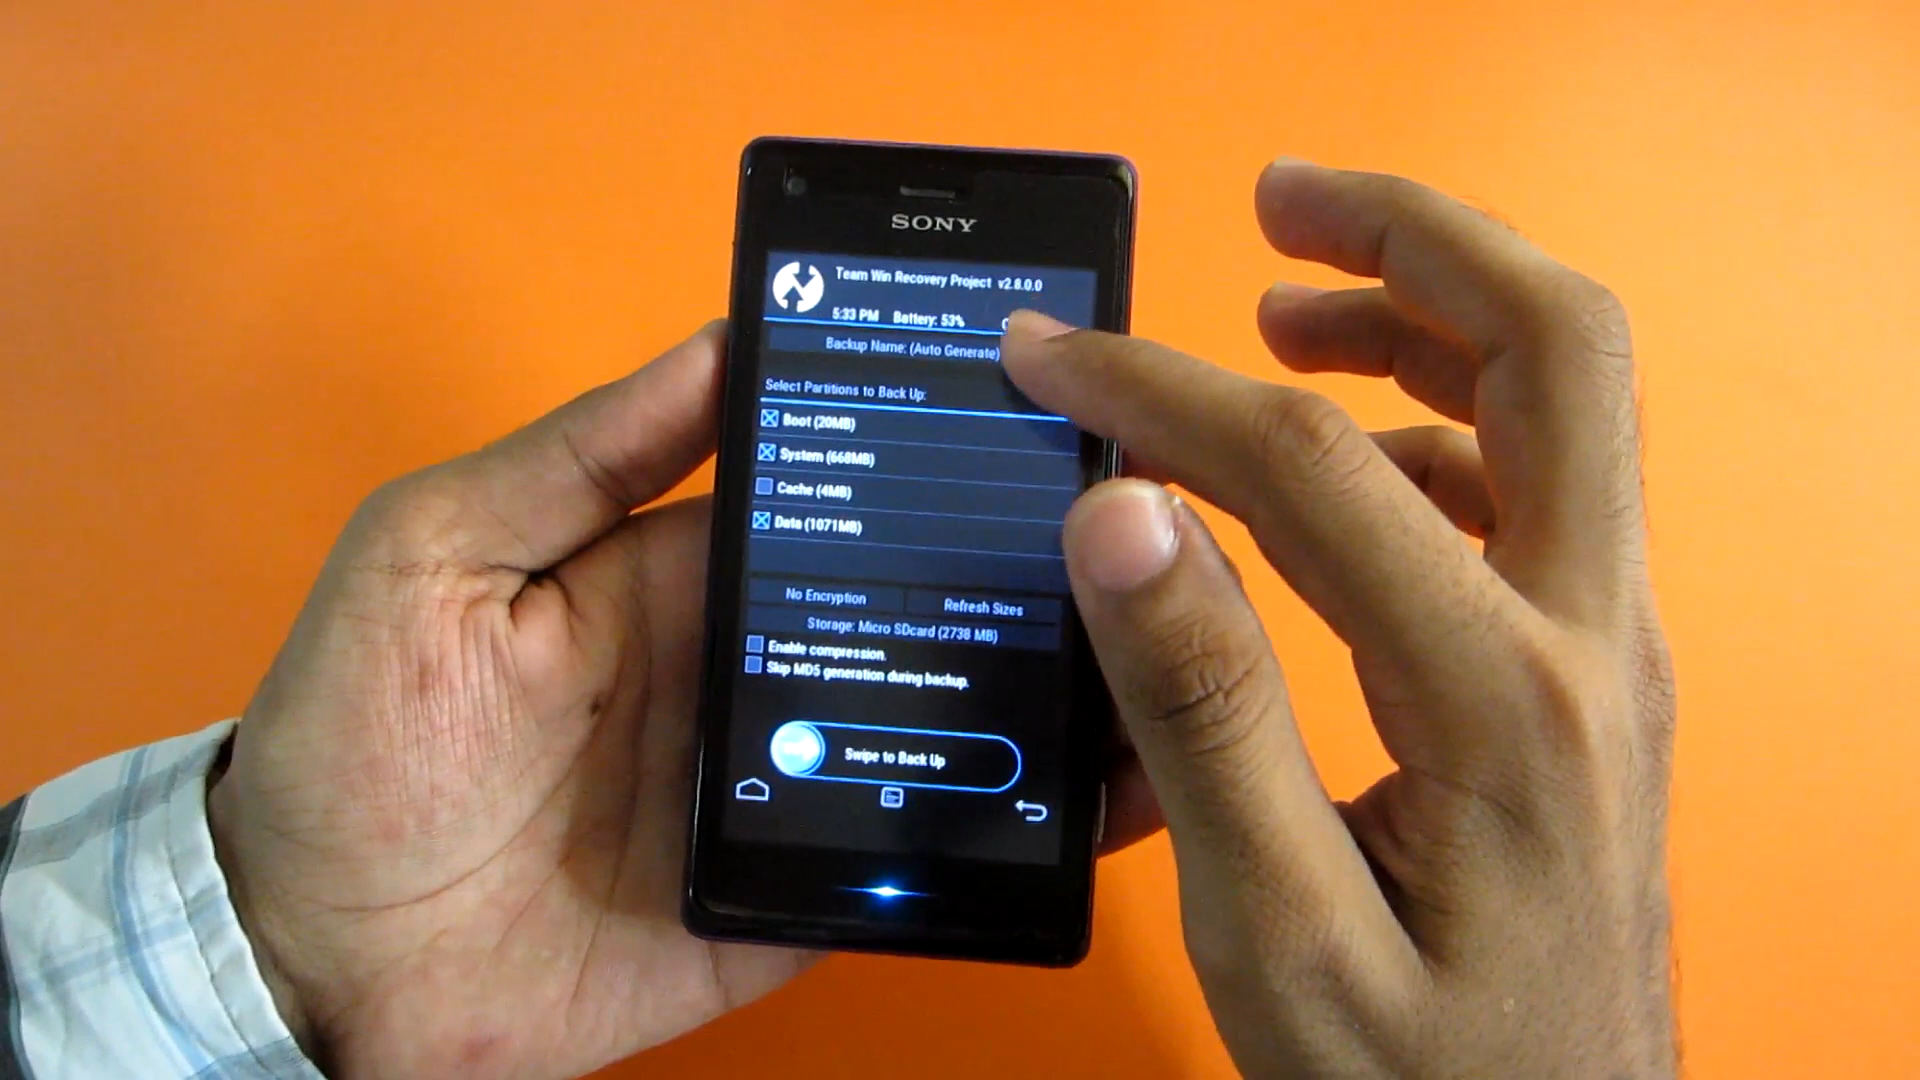 SONY
Team Win Recovery Project v2.8.0.0
5:33 PM Battery: 53%
Backup Name: (Auto Generate)
Select Partitions to Back Up:
Boot (20MB)
System (668MB)
Cache (4MB)
Data (1071MB)
No Encryption Refresh Sizes
Storage: Micro SDcard (2738 MB)
Enable compression.
Skip MD5 generation during backup.
Swipe to Back Up